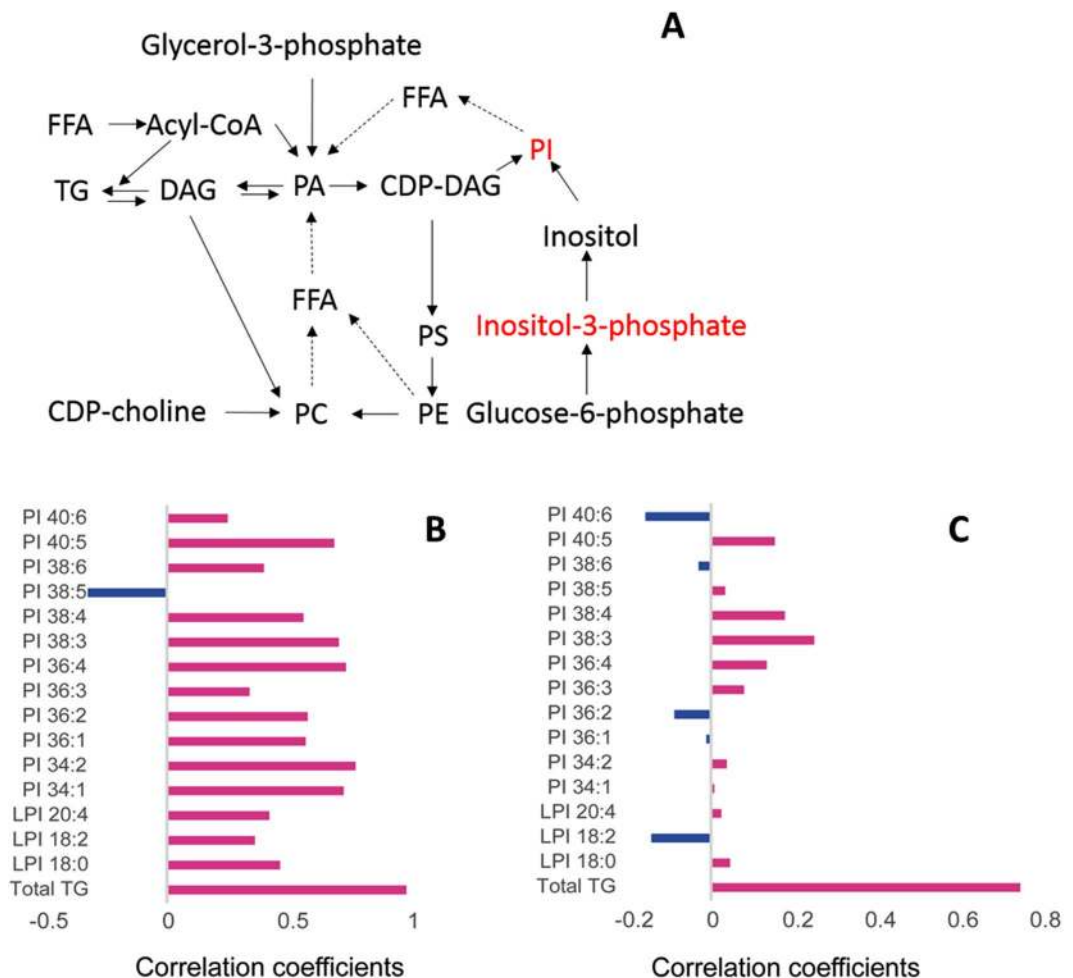 A
Glycerol-3-phosphate
FFA
FFA Acyl-CoA
PI
TG DAG PA CDP-DAG
Inositol
FFA
PS Inositol-3-phosphate
CDP-choline PC PE Glucose-6-phosphate
B
PI 40:6
PI 40:5
PI 38:6
PI 38:5
PI 38:4
PI 38:3
PI 36:4
PI 36:3
PI 36:2
PI 36:1
PI 34:2
PI 34:1
LPI 20:4
LPI 18:2
LPI 18:0
Total TG
-0.5 0 0.5 1
Correlation coefficients
C
PI 40:6
PI 40:5
PI 38:6
PI 38:5
PI 38:4
PI 38:3
PI 36:4
PI 36:3
PI 36:2
PI 36:1
PI 34:2
PI 34:1
LPI 20:4
LPI 18:2
LPI 18:0
Total TG
-0.2 0 0.2 0.4 0.6 0.8
Correlation coefficients